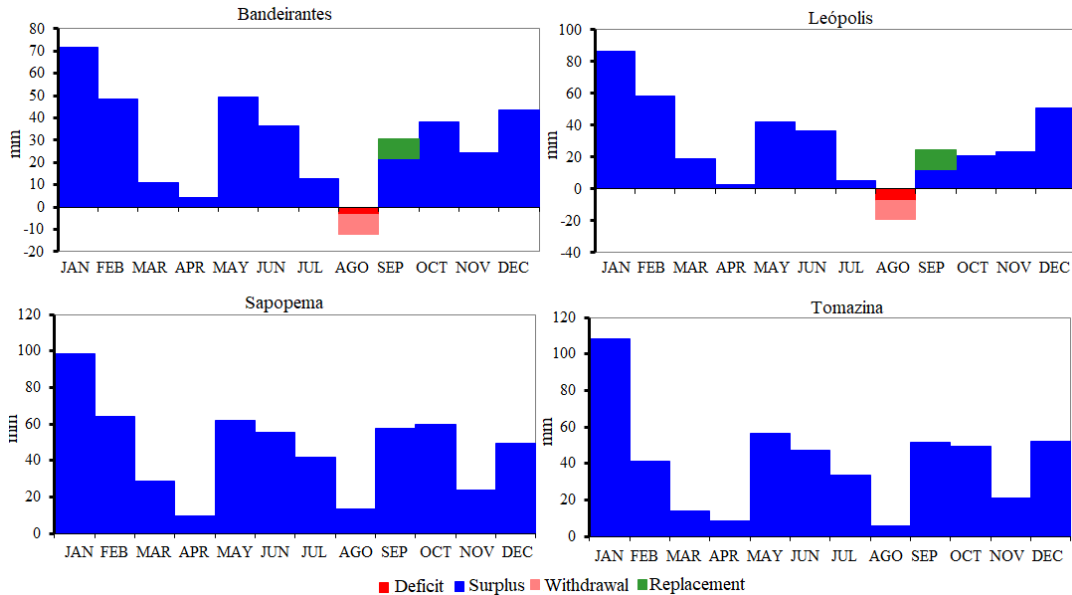 Bandeirantes
80
70
60
50
40
30
20
10
0
-10
-20
mm
JAN FEB MAR APR MAY JUN JUL AGO SEP OCT NOV DEC
Leópolis
100
80
60
40
20
0
-20
-40
mm
JAN FEB MAR APR MAY JUN JUL AGO SEP OCT NOV DEC
Sapopema
120
100
80
60
40
20
0
mm
JAN FEB MAR APR MAY JUN JUL AGO SEP OCT NOV DEC
Tomazina
120
100
80
60
40
20
0
mm
JAN FEB MAR APR MAY JUN JUL AGO SEP OCT NOV DEC
Deficit Surplus Withdrawal Replacement